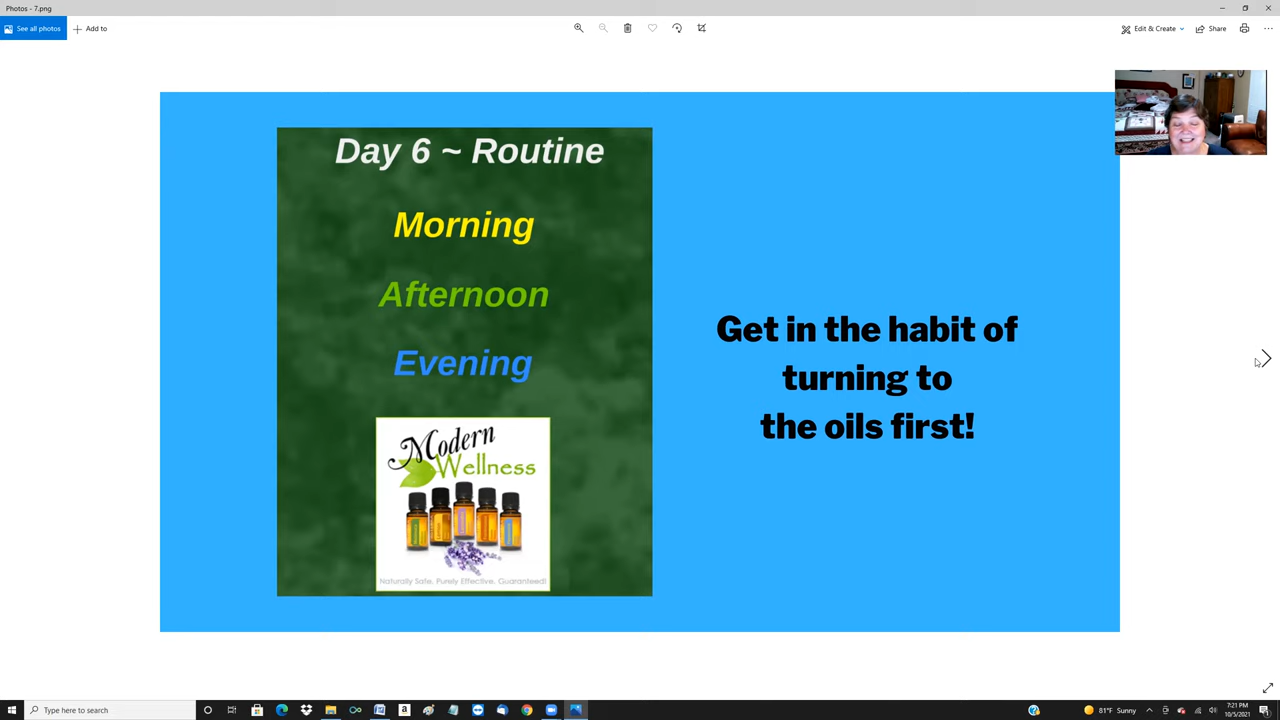 Photos - 7.png
See all photos
Add to
Edit & Create
Share
Day 6 ~ Routine
Morning
Afternoon
Evening
Modern
Wellness
Naturally Safe. Purely Effective. Guaranteed!
Get in the habit of
turning to
the oils first!
Type here to search
81°F Sunny
7:21 PM
10/5/2021